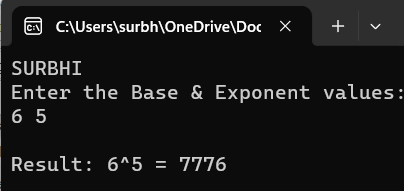 C:\Users\surbh\OneDrive\Doc
SURBHI
Enter the Base & Exponent values:
6 5
Result: 6^5 = 7776